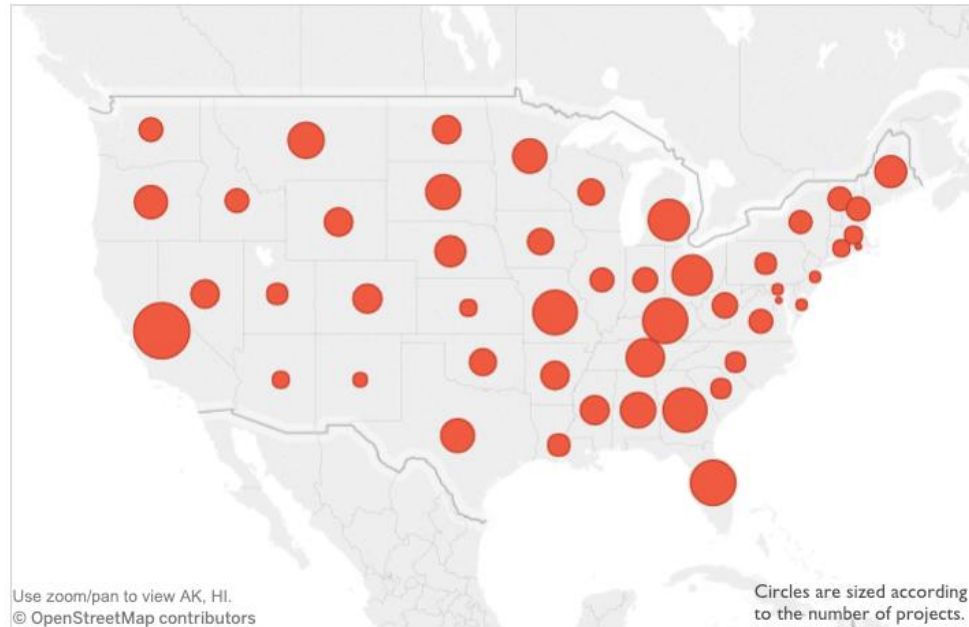 Use zoom/pan to view AK, HI.
© OpenStreetMap contributors
Circles are sized according
to the number of projects.